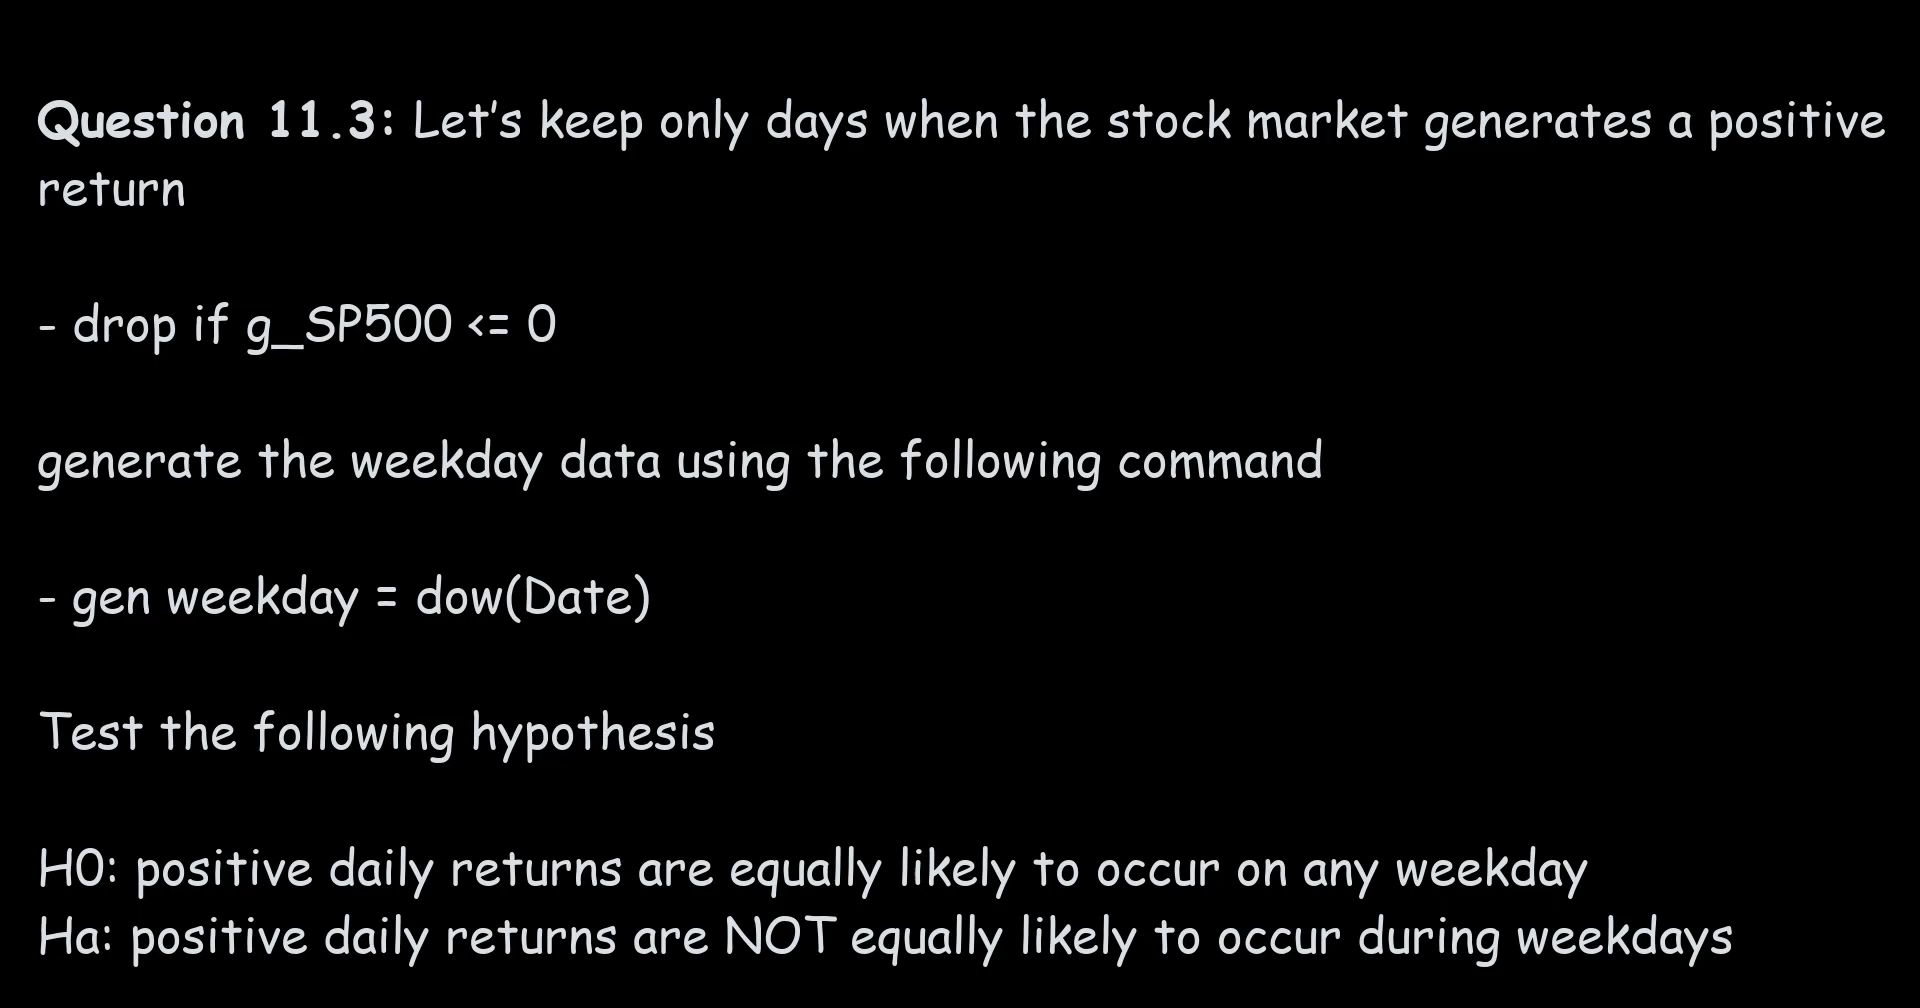 Question 11.3: Let's keep only days when the stock market generates a positive
return
- drop if g_SP500 <= 0
generate the weekday data using the following command
- gen weekday = dow(Date)
Test the following hypothesis
H0: positive daily returns are equally likely to occur on any weekday
Ha: positive daily returns are NOT equally likely to occur during weekdays